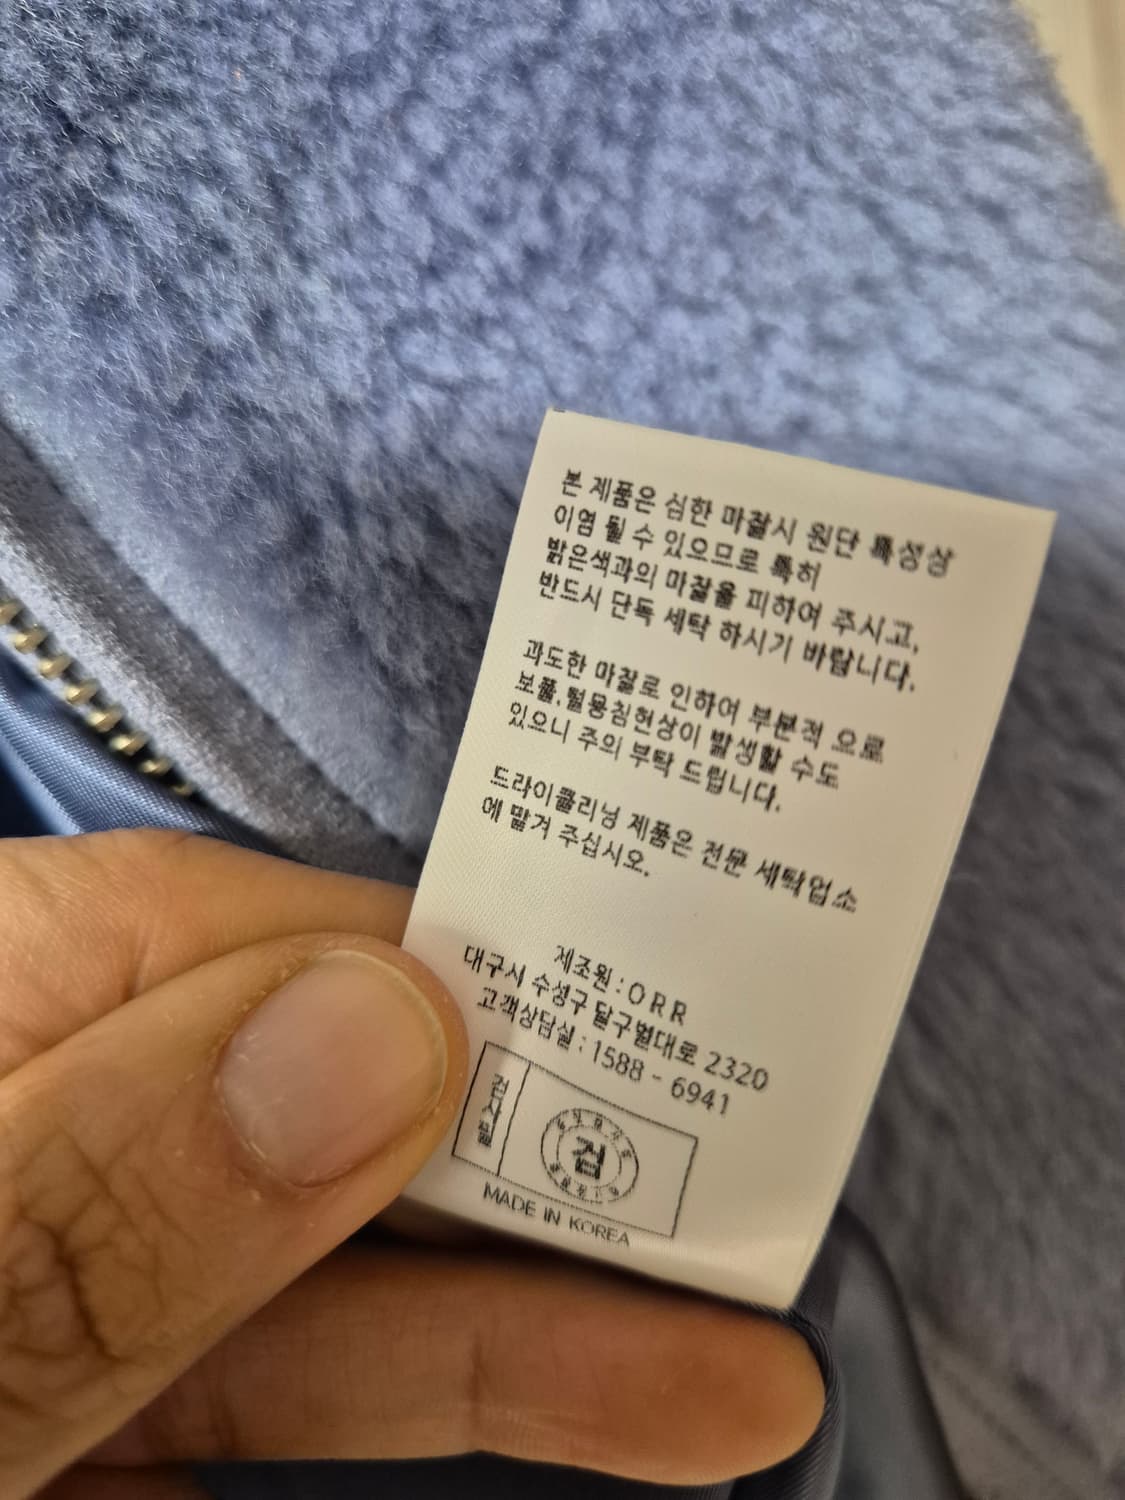 본 제품은 심한 마찰시 원단 특성상
이염 될 수 있으므로 특히
밝은색과의 마찰을 피하여 주시고,
반드시 단독 세탁 하시기 바랍니다.
과도한 마찰로 인하여 부분적 으로
보풀.털뭉침현상이 발생할 수도
있으니 주의 부탁 드립니다.
드라이클리닝 제품은 전문 세탁업소
에 맡겨 주십시오.
제조원 : ORR
대구시 수성구 달구벌대로 2320
고객상담실 : 1588 - 6941
검사필
검
MADE IN KOREA